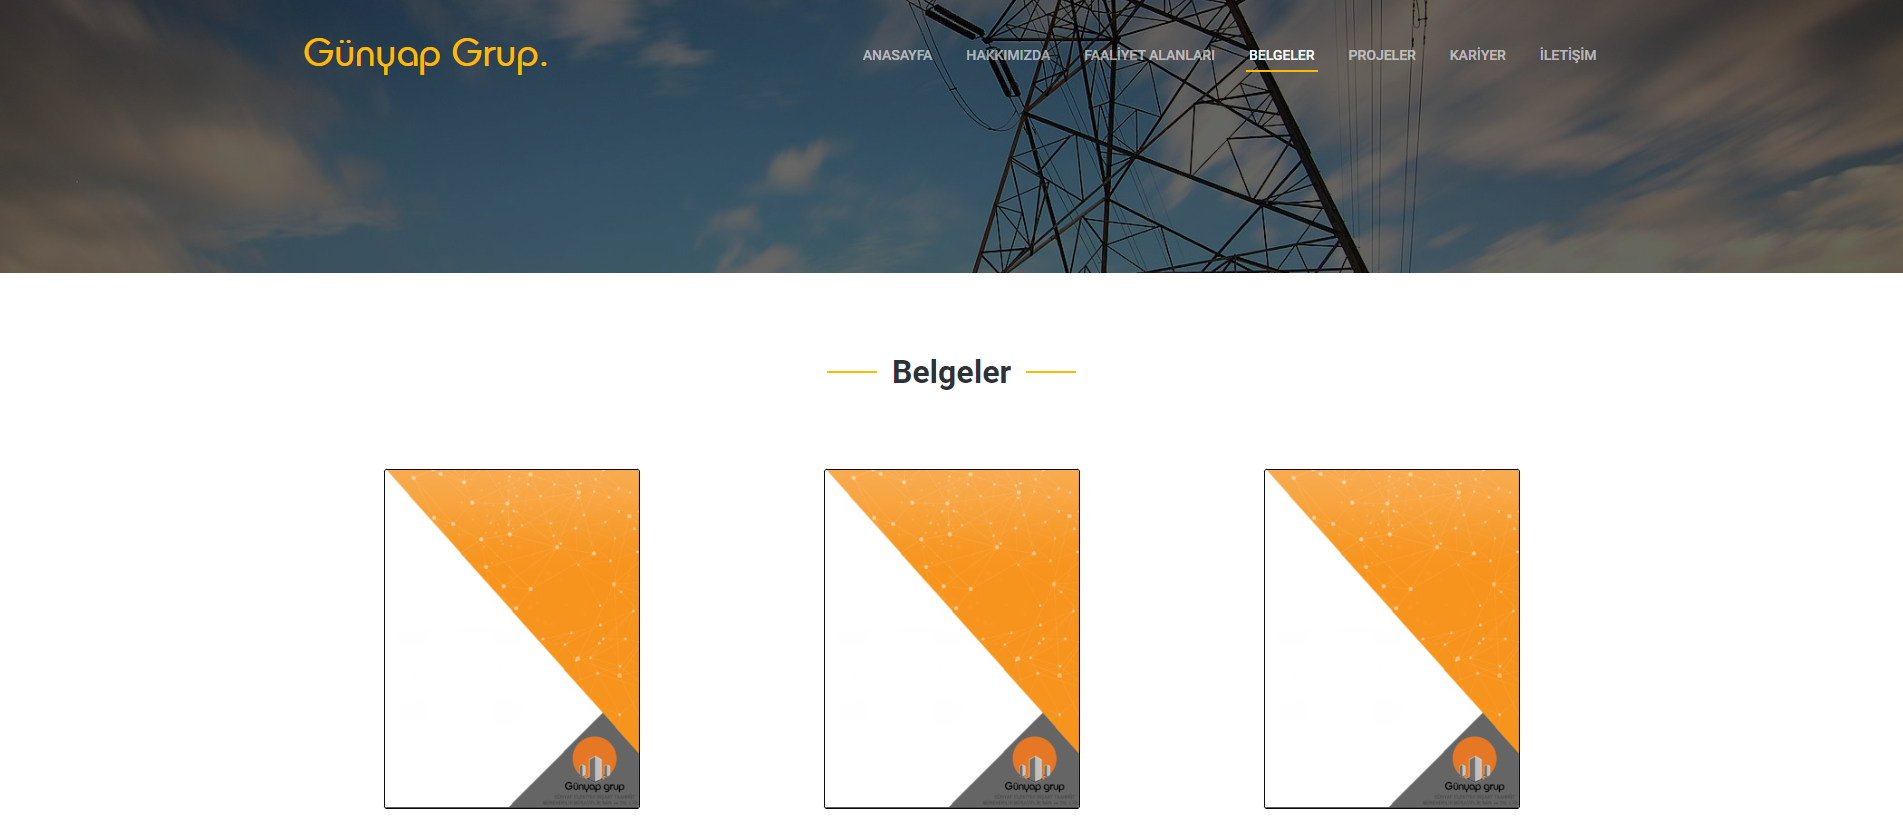 Günyap Grup.
ANASAYFA HAKKIMIZDA FAALİYET ALANLARI BELGELER PROJELER KARİYER İLETİŞİM
Belgeler
Günyap grup
Günyap grup
Günyap grup